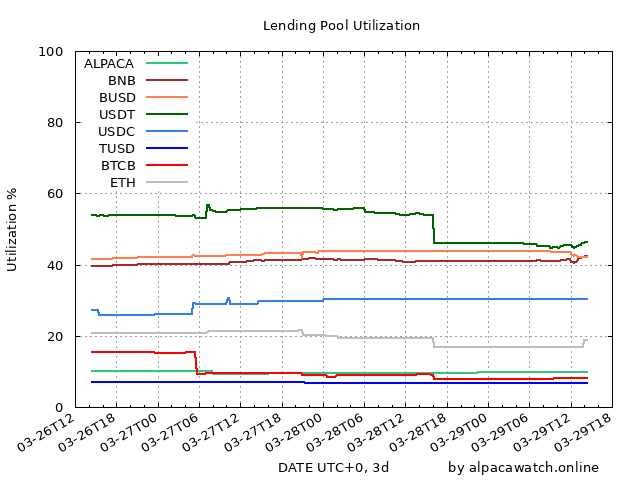 Lending Pool Utilization
100
80
60
40
20
0
Utilization %
ALPACA
BNB
BUSD
USDT
USDC
TUSD
BTCB
ETH
03-26T12
03-26T18
03-27T00
03-27T06
03-27T12
03-27T18
03-28T00
03-28T06
03-28T12
03-28T18
03-29T00
03-29T06
03-29T12
03-29T18
DATE UTC+0, 3d
by alpacawatch.online